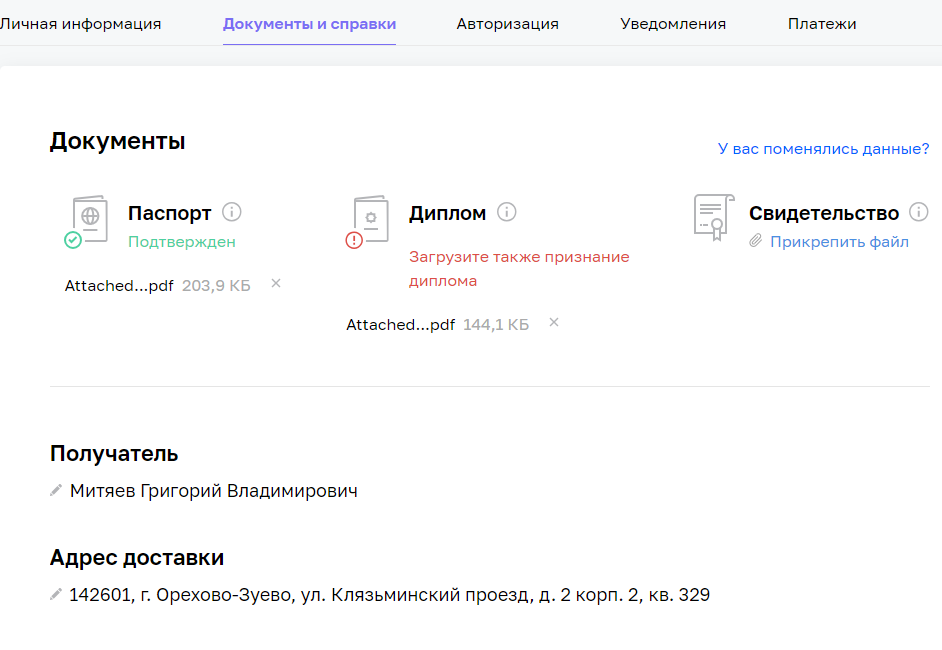 Личная информация Документы и справки Авторизация Уведомления Платежи
Документы
У вас поменялись данные?
Паспорт
Подтвержден
Attached...pdf 203,9 КБ
Диплом
Загрузите также признание
диплома
Attached...pdf 144,1 КБ
Свидетельство
Прикрепить файл
Получатель
Митяев Григорий Владимирович
Адрес доставки
142601, г. Орехово-Зуево, ул. Клязьминский проезд, д. 2 корп. 2, кв. 329